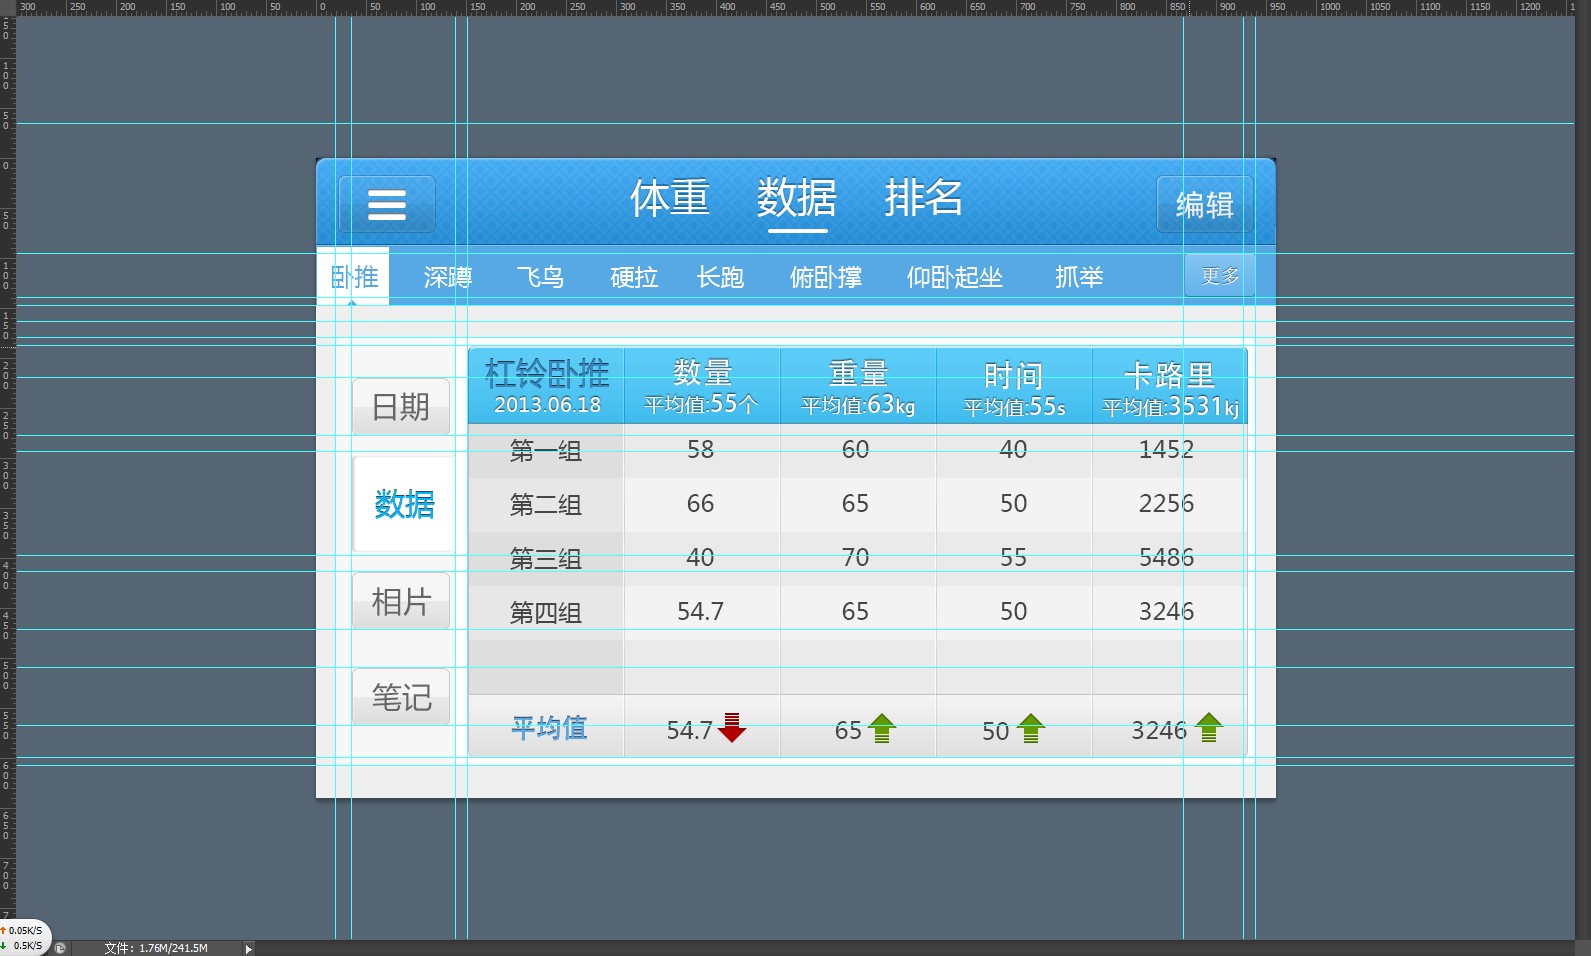 300 250 200 150 100 50 0 50 100 150 200 250 300 350 400 450 500 550 600 650 700 750 800 850 900 950 1000 1050 1100 1150 1200
体重 数据 排名 编辑
卧推 深蹲 飞鸟 硬拉 长跑 俯卧撑 仰卧起坐 抓举 更多
日期
数据
相片
笔记
杠铃卧推 数量 重量 时间 卡路里
2013.06.18 平均值:55个 平均值:63kg 平均值:55s 平均值:3531kj
第一组 58 60 40 1452
第二组 66 65 50 2256
第三组 40 70 55 5486
第四组 54.7 65 50 3246
平均值 54.7 65 50 3246
0.05K/S
0.5K/S
文件：1.76M/241.5M